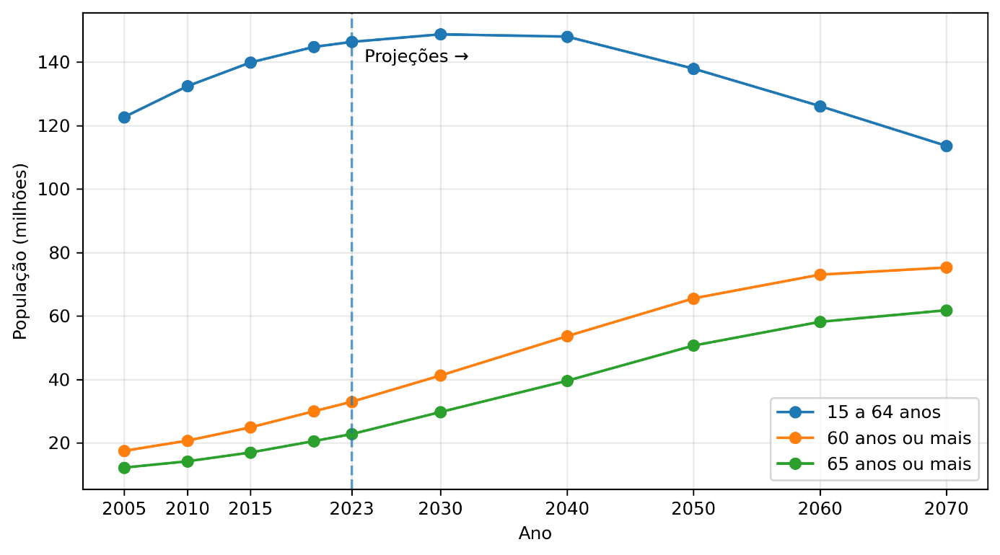 140
120
100
80
60
40
20
População (milhões)
Projeções →
15 a 64 anos
60 anos ou mais
65 anos ou mais
2005 2010 2015 2023 2030 2040 2050 2060 2070
Ano